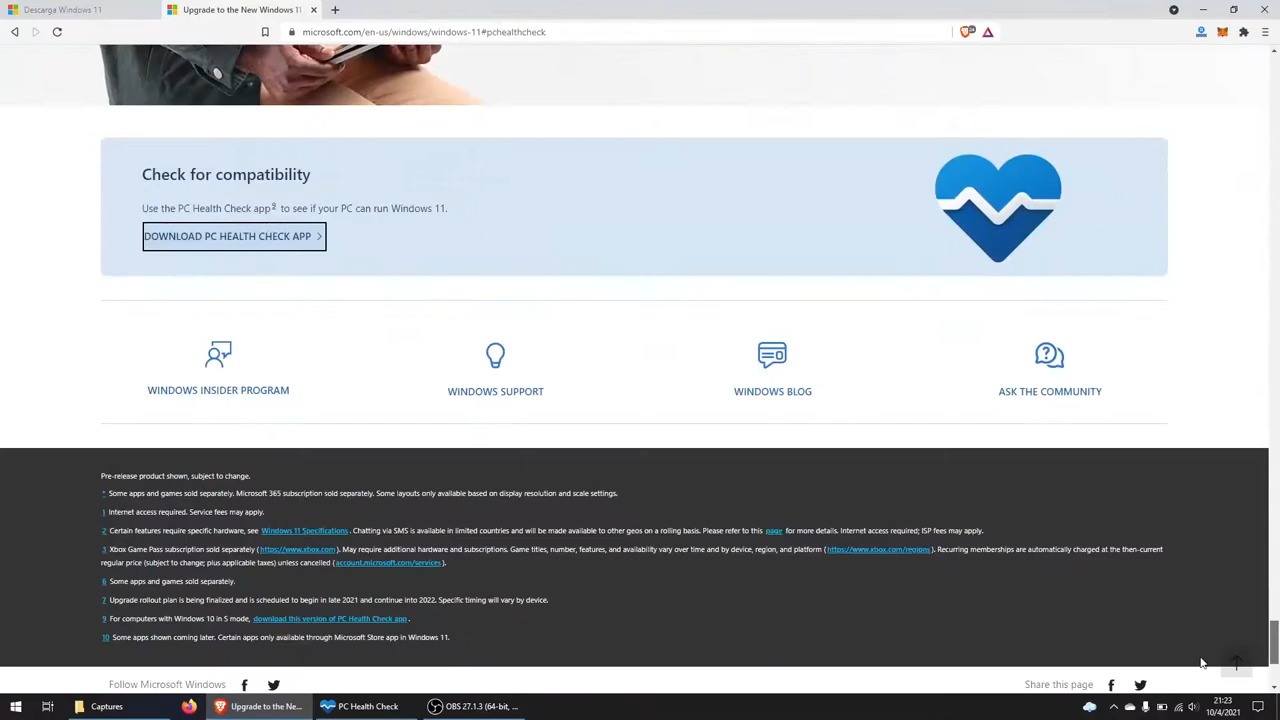 Descarga Windows 11
Upgrade to the New Windows 11
microsoft.com/en-us/windows/windows-11#pchealthcheck
Check for compatibility
Use the PC Health Check app9 to see if your PC can run Windows 11.
DOWNLOAD PC HEALTH CHECK APP
WINDOWS INSIDER PROGRAM
WINDOWS SUPPORT
WINDOWS BLOG
ASK THE COMMUNITY
Pre-release product shown, subject to change.
* Some apps and games sold separately. Microsoft 365 subscription sold separately. Some layouts only available based on display resolution and scale settings.
1 Internet access required. Service fees may apply.
2 Certain features require specific hardware, see Windows 11 Specifications. Chatting via SMS is available in limited countries and will be made available to other geos on a rolling basis. Please refer to this page for more details. Internet access required; ISP fees may apply.
3 Xbox Game Pass subscription sold separately (https://www.xbox.com). May require additional hardware and subscriptions. Game titles, number, features, and availability vary over time and by device, region, and platform (https://www.xbox.com/regions). Recurring memberships are automatically charged at the then-current
regular price (subject to change; plus applicable taxes) unless cancelled (account.microsoft.com/services).
6 Some apps and games sold separately.
7 Upgrade rollout plan is being finalized and is scheduled to begin in late 2021 and continue into 2022. Specific timing will vary by device.
9 For computers with Windows 10 in S mode, download this version of PC Health Check app.
10 Some apps shown coming later. Certain apps only available through Microsoft Store app in Windows 11.
Follow Microsoft Windows
Share this page
Captures
Upgrade to the Ne...
PC Health Check
OBS 27.1.3 (64-bit, ...
21:23
10/4/2021